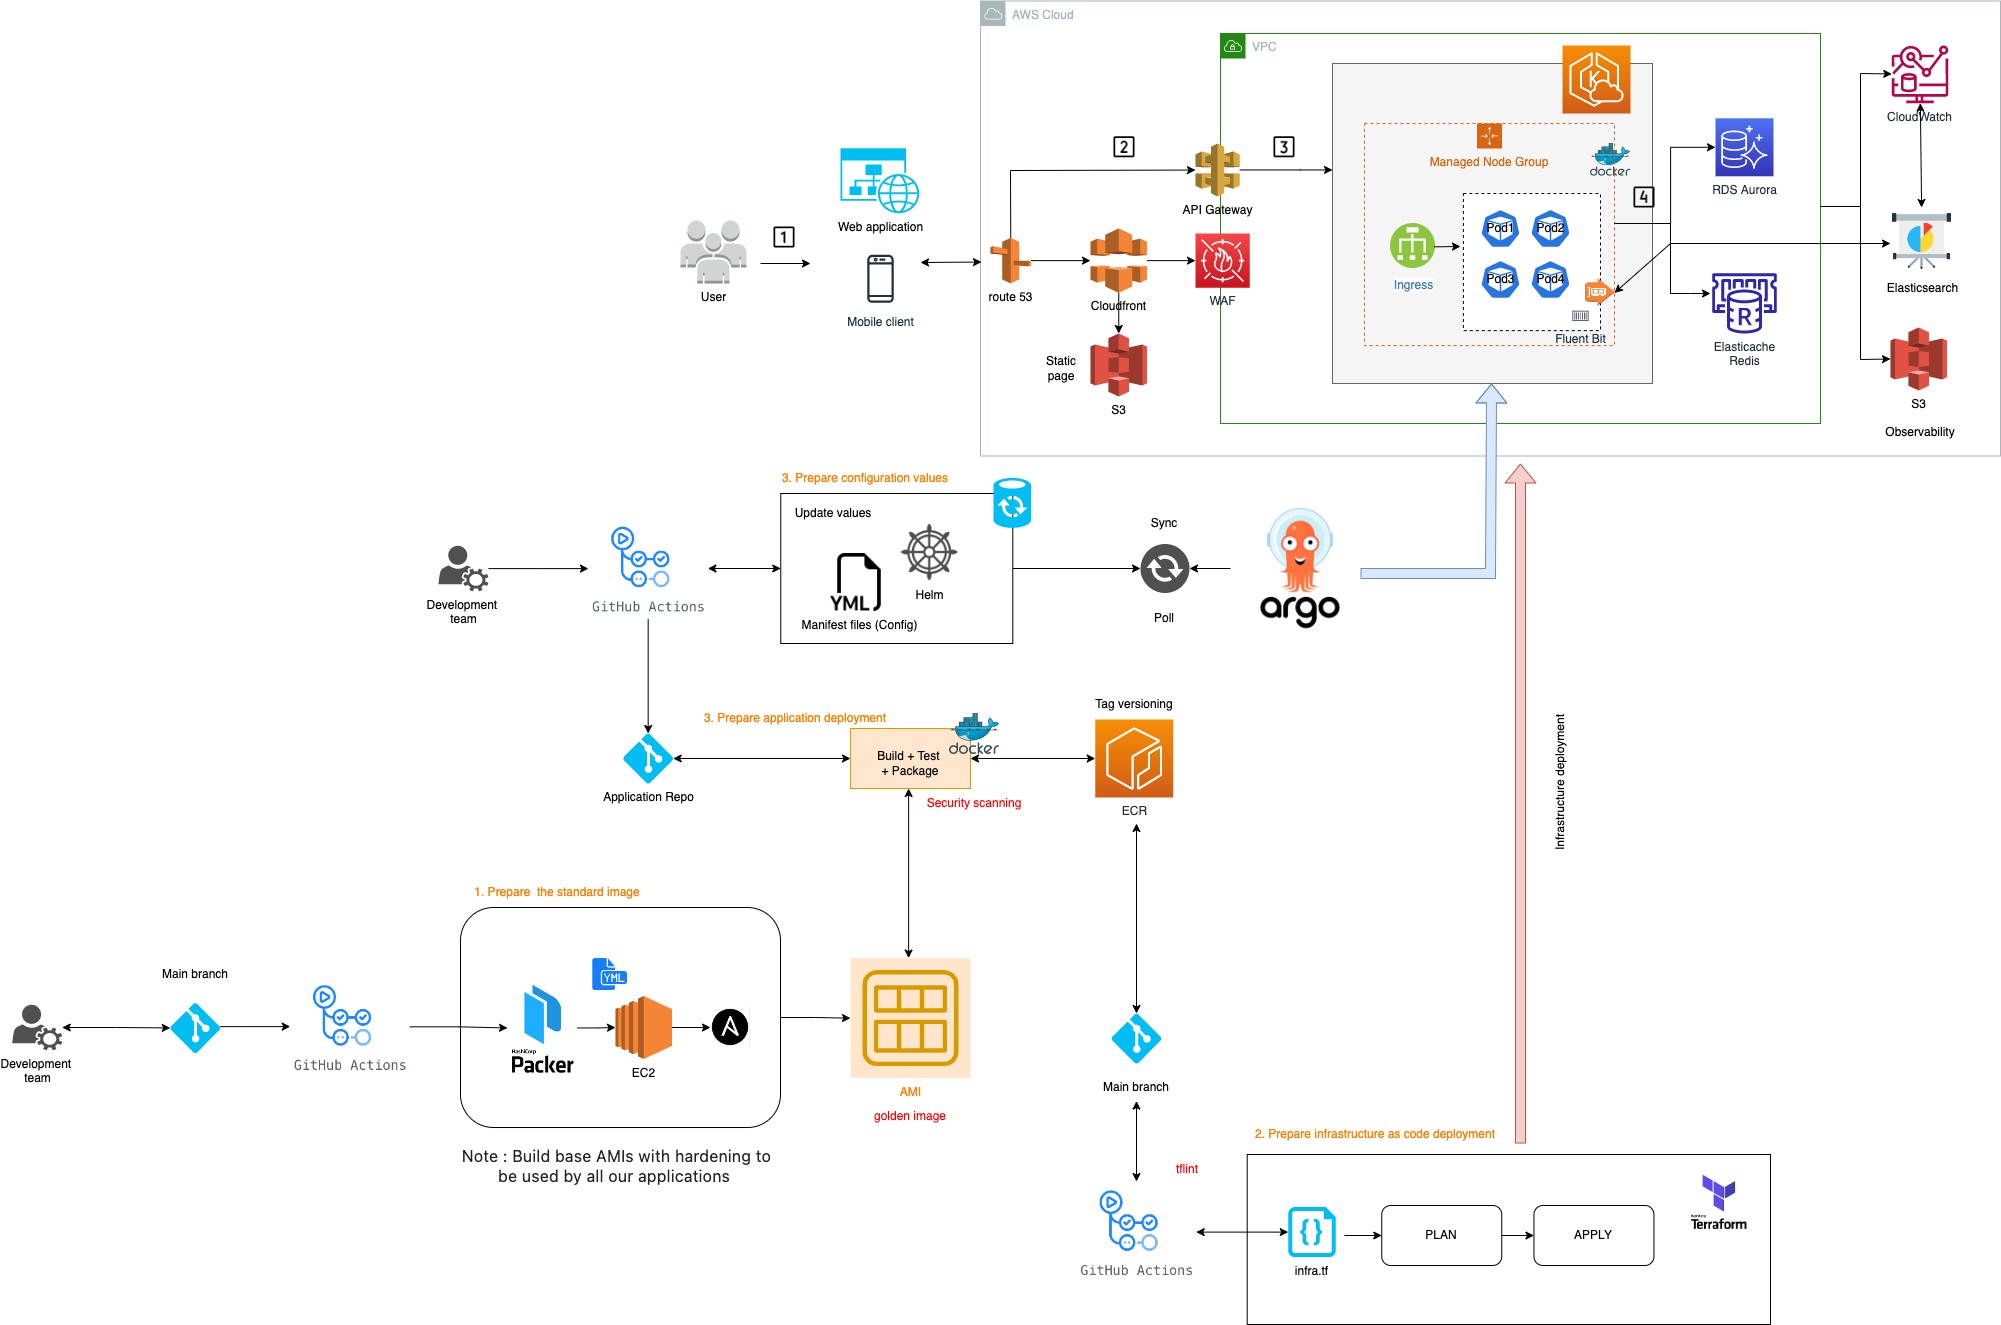 AWS Cloud
VPC
CloudWatch
2
3
Managed Node Group
docker
RDS Aurora
4
API Gateway
Web application
1
Pod1
Pod2
User
route 53
Cloudfront
WAF
Ingress
Pod3
Pod4
Elasticsearch
Mobile client
Fluent Bit
R
Elasticache
Redis
Static
page
S3
S3
Observability
3. Prepare configuration values
Update values
Sync
Development
team
GitHub Actions
YML
Helm
Manifest files (Config)
Poll
argo
Tag versioning
3. Prepare application deployment
docker
Build + Test
+ Package
Application Repo
Security scanning
ECR
Infrastructure deployment
1. Prepare  the standard image
Main branch
YML
Development
team
GitHub Actions
HashiCorp
Packer
EC2
A
AMI
golden image
Main branch
Note : Build base AMIs with hardening to
be used by all our applications
2. Prepare infrastructure as code deployment
tflint
HashiCorp
Terraform
{}
PLAN
APPLY
GitHub Actions
infra.tf